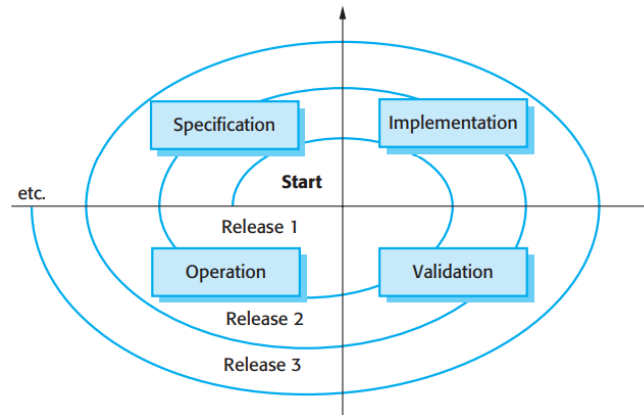 Specification
Implementation
Start
etc.
Release 1
Operation
Validation
Release 2
Release 3